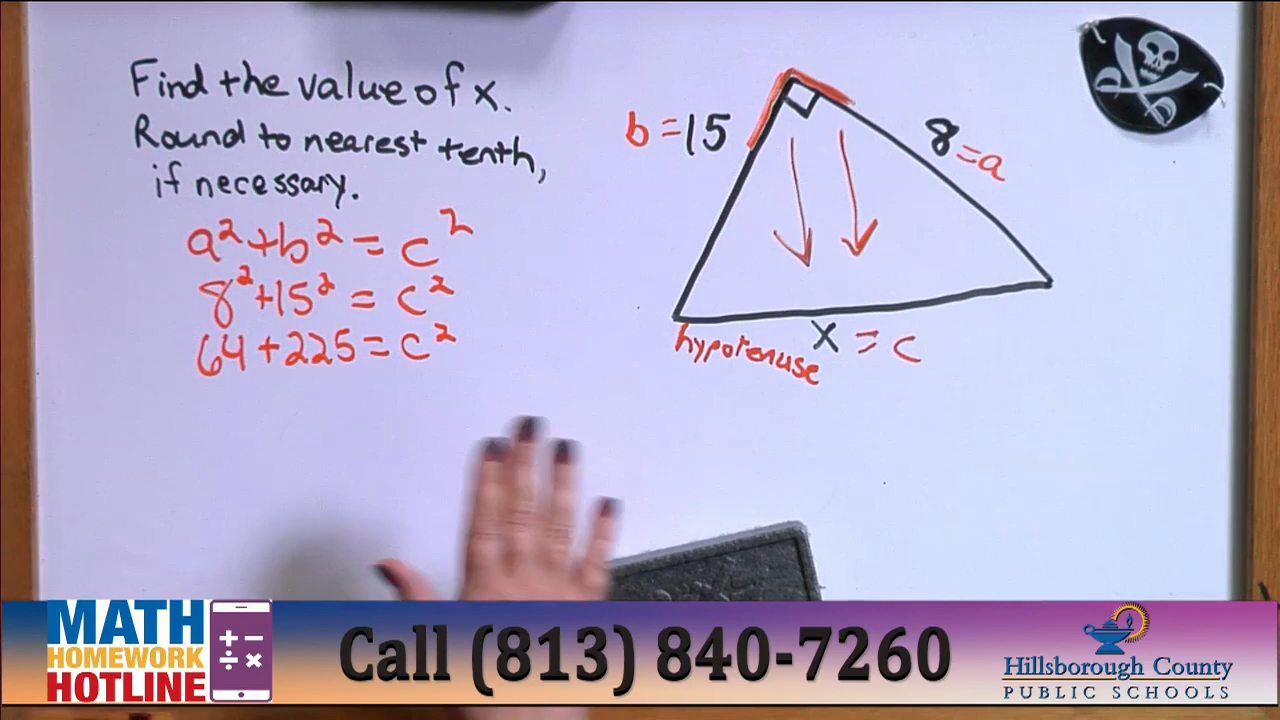 Find the value of x.
Round to nearest tenth,
if necessary.
a² + b² = c²
8² + 15² = c²
64 + 225 = c²
b = 15
8 = a
x = c
hypotenuse
MATH
HOMEWORK
HOTLINE
+ −
÷ ×
Call (813) 840-7260
Hillsborough County
PUBLIC SCHOOLS